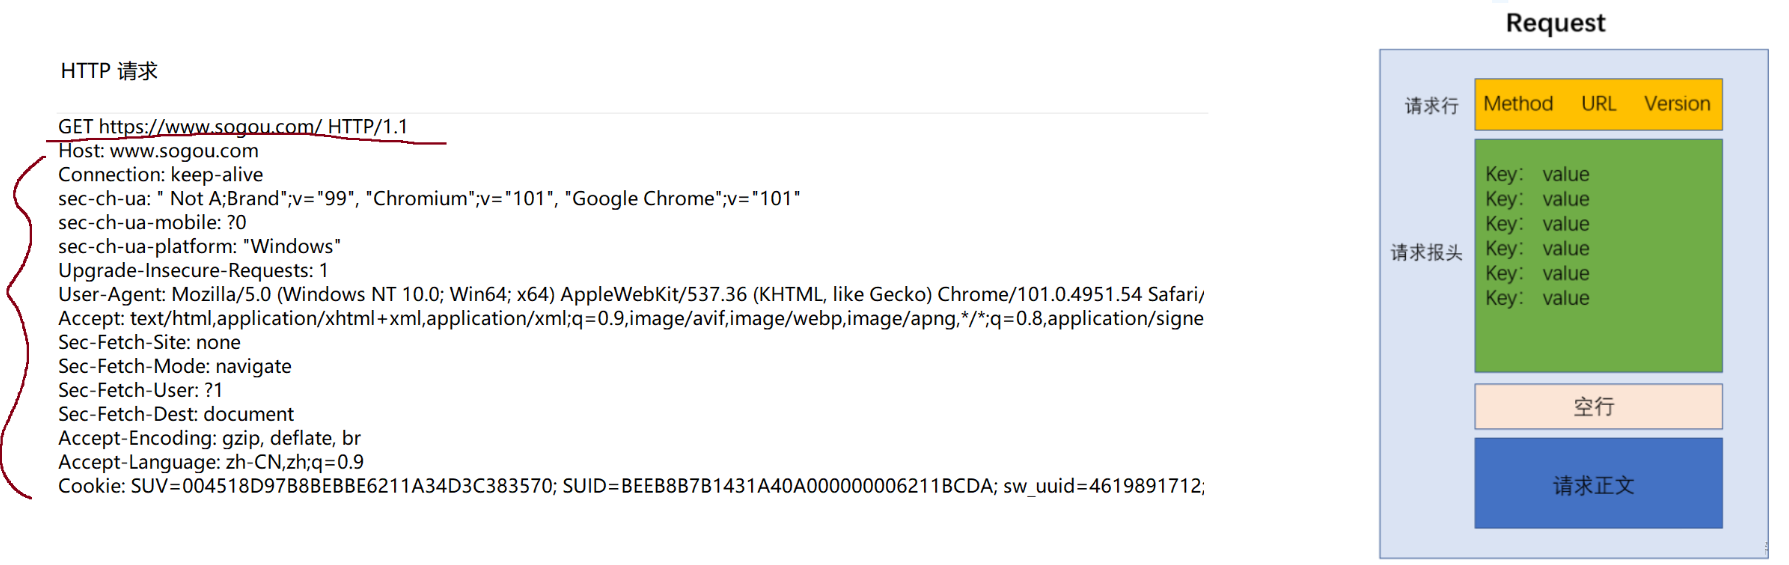 HTTP 请求
GET https://www.sogou.com/ HTTP/1.1
Host: www.sogou.com
Connection: keep-alive
sec-ch-ua: " Not A;Brand";v="99", "Chromium";v="101", "Google Chrome";v="101"
sec-ch-ua-mobile: ?0
sec-ch-ua-platform: "Windows"
Upgrade-Insecure-Requests: 1
User-Agent: Mozilla/5.0 (Windows NT 10.0; Win64; x64) AppleWebKit/537.36 (KHTML, like Gecko) Chrome/101.0.4951.54 Safari/
Accept: text/html,application/xhtml+xml,application/xml;q=0.9,image/avif,image/webp,image/apng,*/*;q=0.8,application/signe
Sec-Fetch-Site: none
Sec-Fetch-Mode: navigate
Sec-Fetch-User: ?1
Sec-Fetch-Dest: document
Accept-Encoding: gzip, deflate, br
Accept-Language: zh-CN,zh;q=0.9
Cookie: SUV=004518D97B8BEBBE6211A34D3C383570; SUID=BEEB8B7B1431A40A000000006211BCDA; sw_uuid=4619891712;
Request
请求行 Method URL Version
Key: value
Key: value
Key: value
请求报头 Key: value
Key: value
Key: value
空行
请求正文